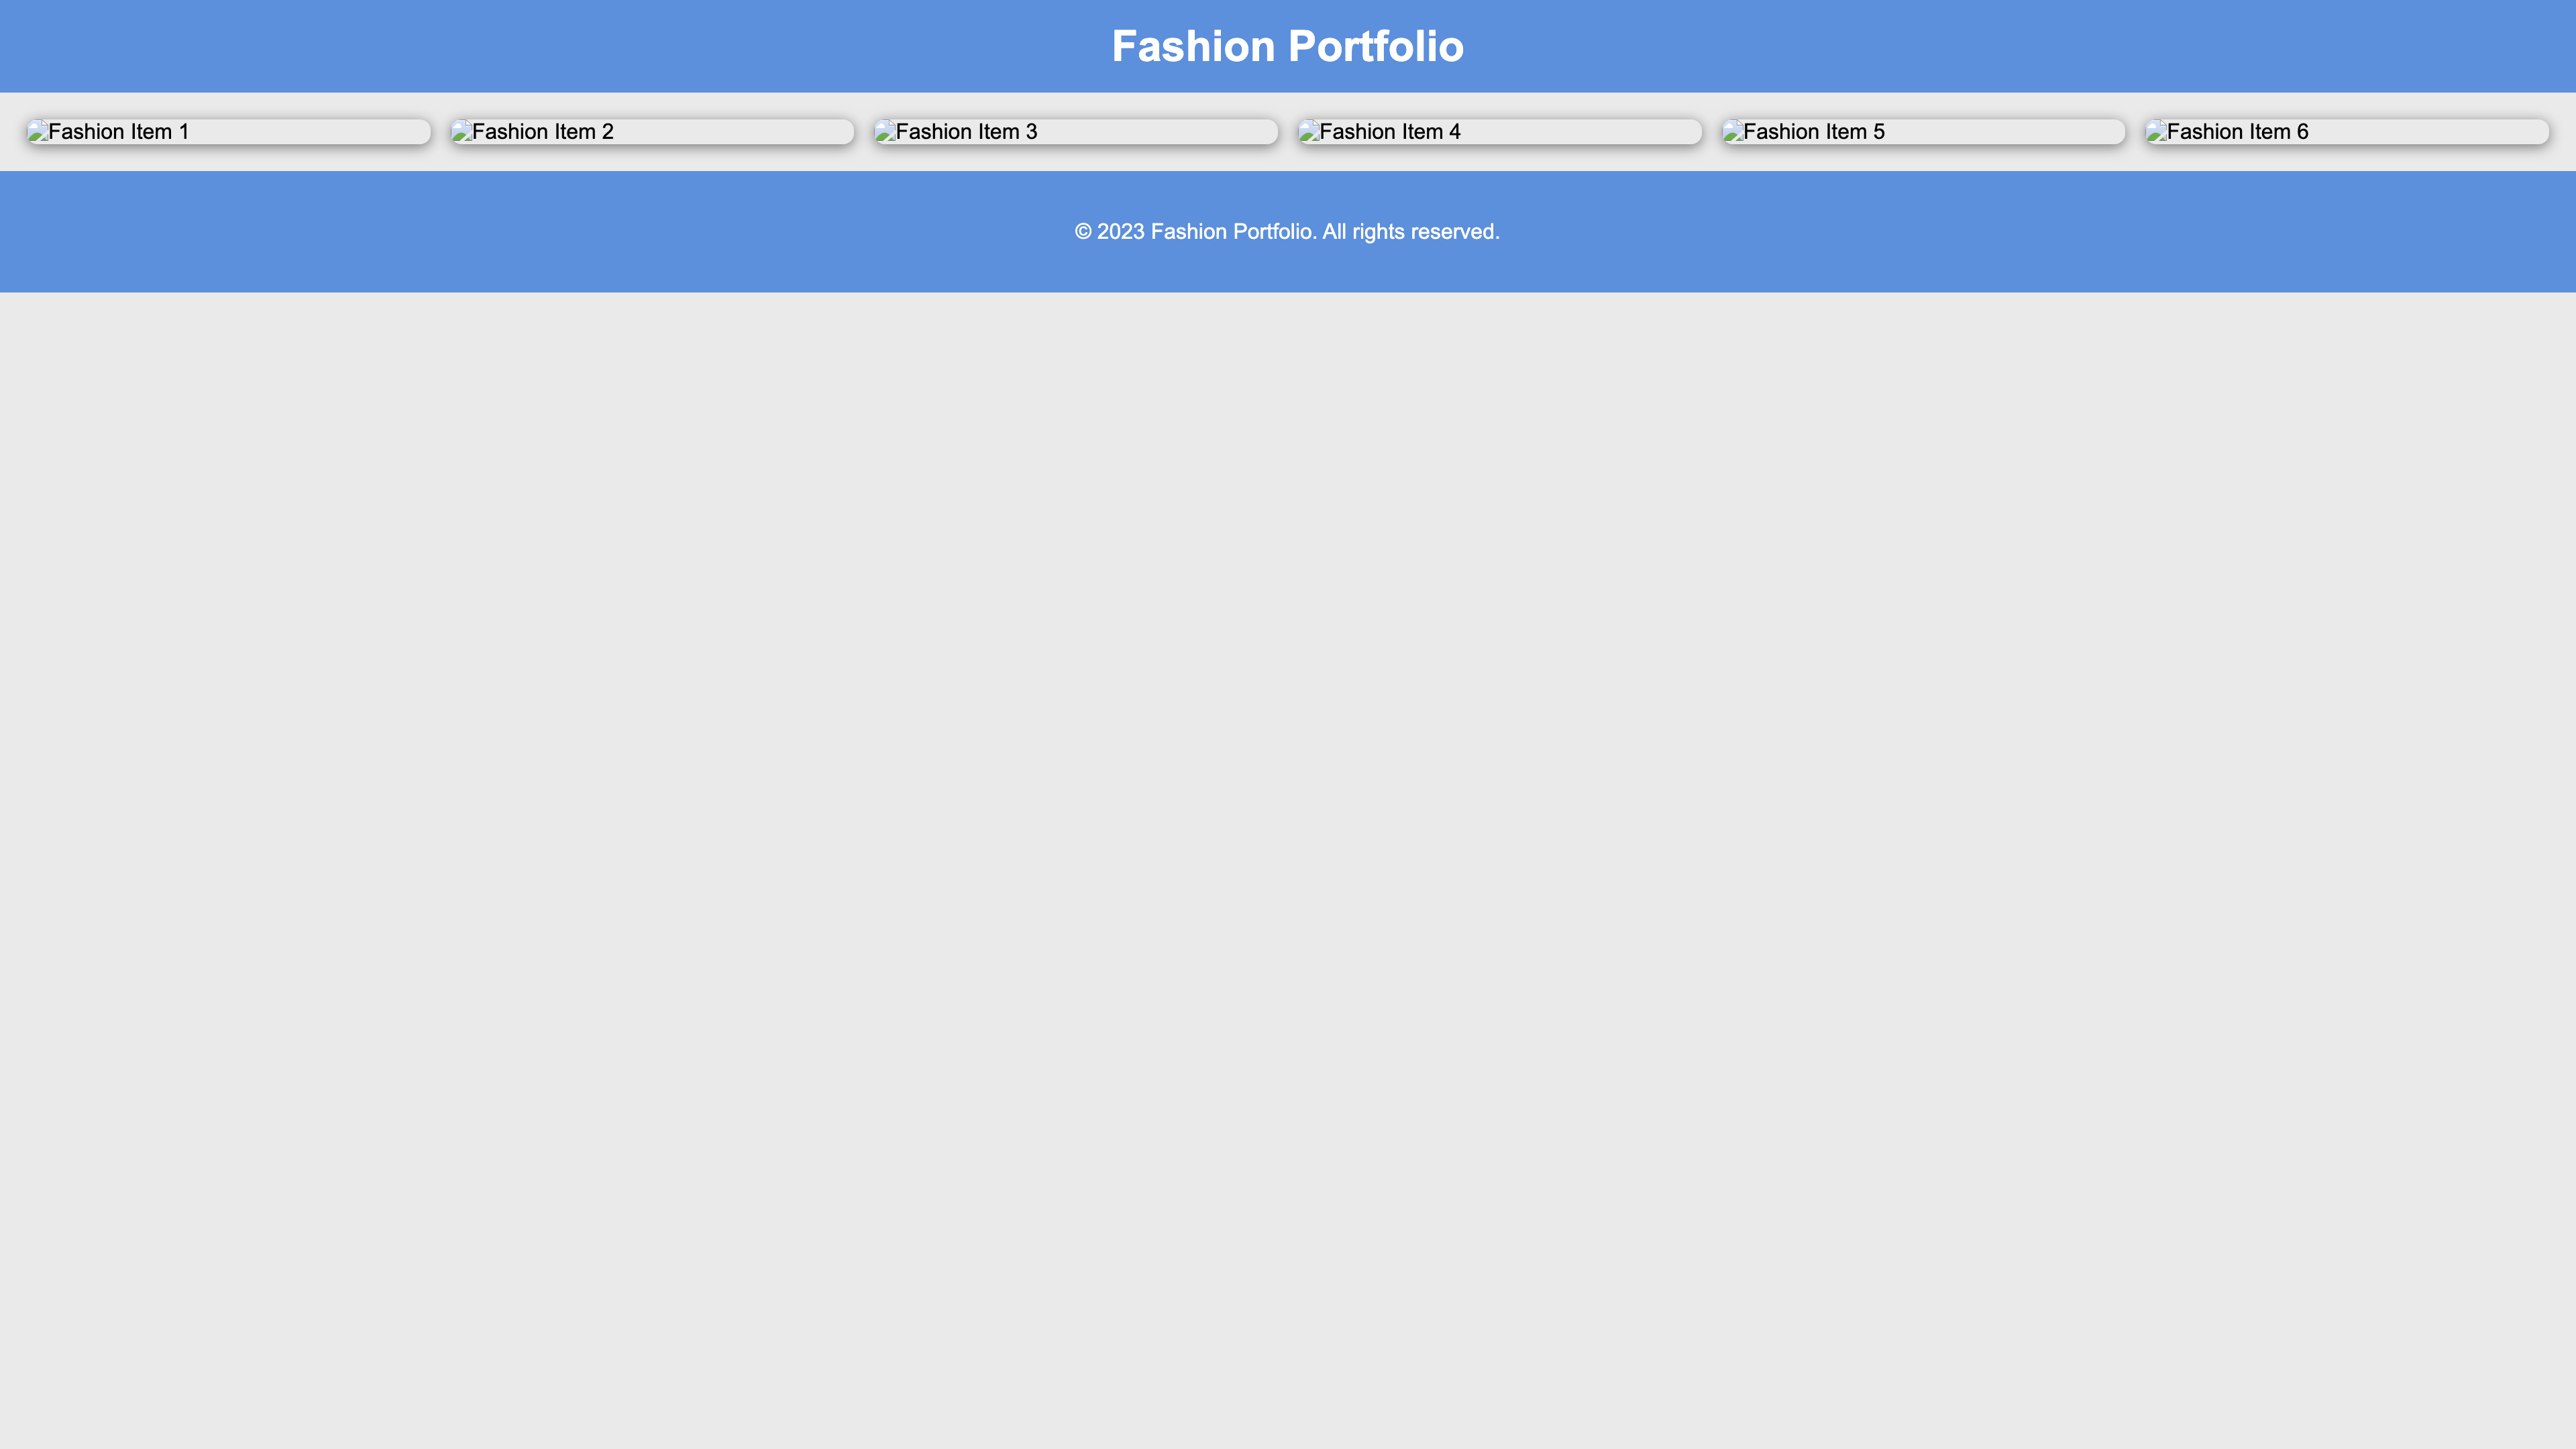 Fashion Portfolio
Fashion Item 1
Fashion Item 2
Fashion Item 3
Fashion Item 4
Fashion Item 5
Fashion Item 6
© 2023 Fashion Portfolio. All rights reserved.